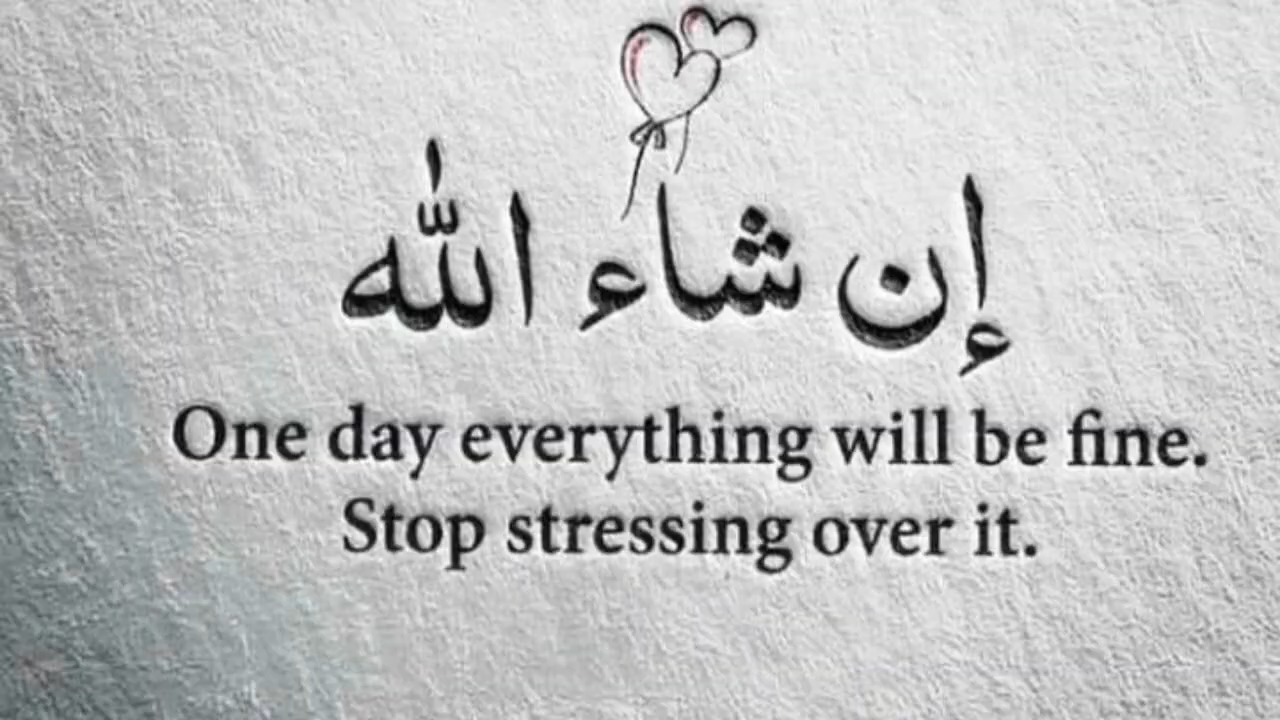 إن شاء الله
One day everything will be fine.
Stop stressing over it.